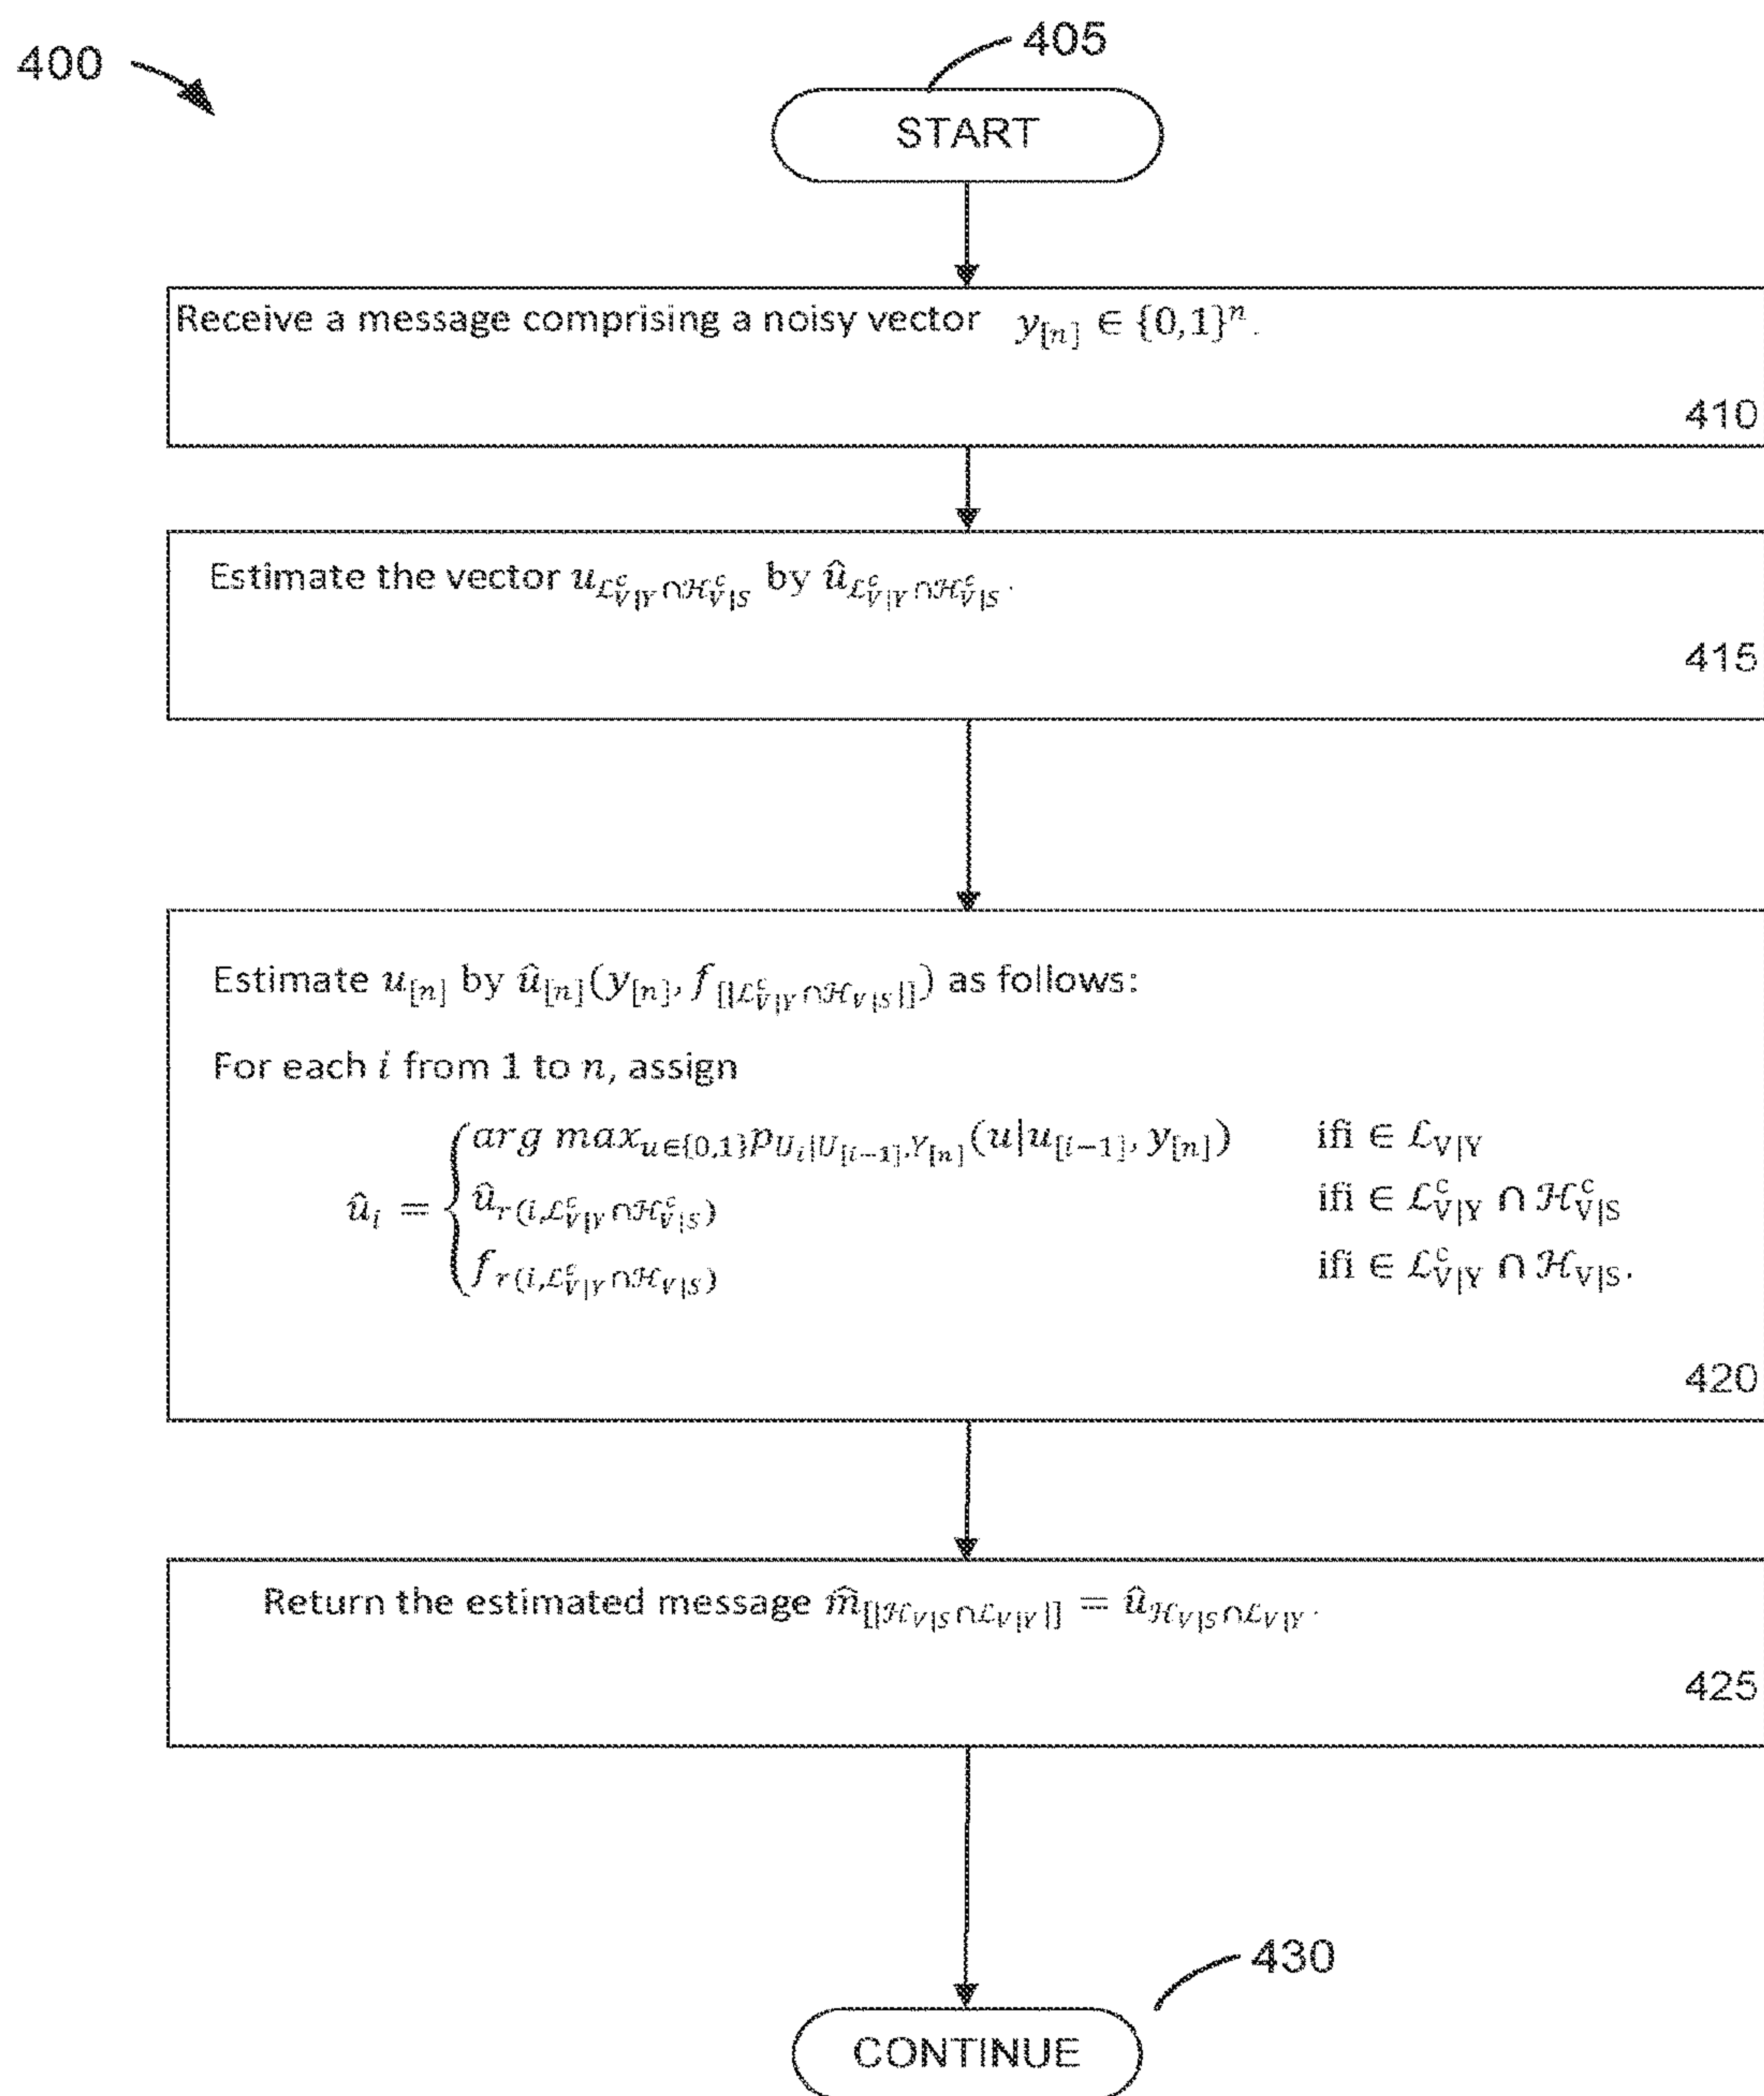 400
405
START
Receive a message comprising a noisy vector y_{[n]} ∈ {0,1}^n.
410
Estimate the vector u_{ℒ^c_{V|Y}∩ℋ^c_{V|S}} by û_{ℒ^c_{V|Y}∩ℋ^c_{V|S}}.
415
Estimate u_{[n]} by û_{[n]}(y_{[n]}, f_{[|ℒ^c_{V|Y}∩ℋ_{V|S}|]}) as follows:
For each i from 1 to n, assign
arg max_{u∈{0,1}} p_{U_i|U_{[i−1]},Y_{[n]}}(u|u_{[i−1]}, y_{[n]}) ifi ∈ ℒ_{V|Y}
û_i = { û_{r(i,ℒ^c_{V|Y}∩ℋ^c_{V|S})} ifi ∈ ℒ^c_{V|Y} ∩ ℋ^c_{V|S}
f_{r(i,ℒ^c_{V|Y}∩ℋ_{V|S})} ifi ∈ ℒ^c_{V|Y} ∩ ℋ_{V|S}.
420
Return the estimated message m̂_{[|ℋ_{V|S}∩ℒ_{V|Y}|]} = û_{ℋ_{V|S}∩ℒ_{V|Y}}.
425
430
CONTINUE